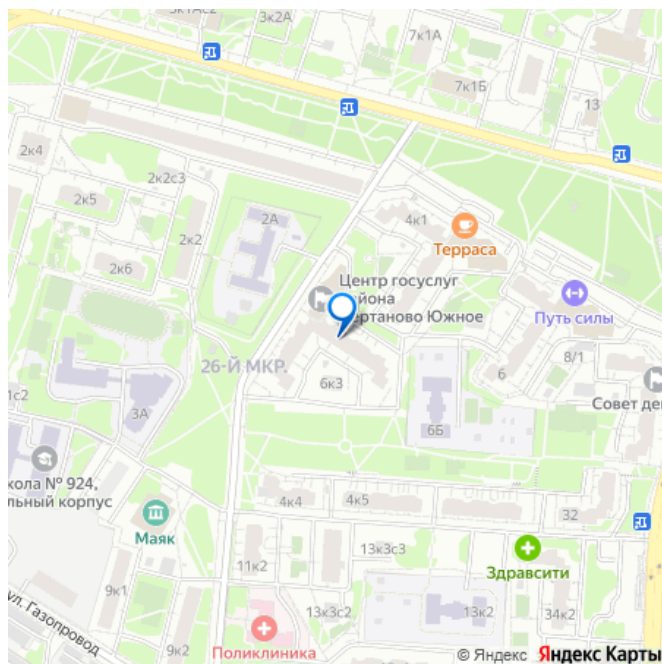 3к1АС2
3к2А
7к1А
7к1Б
13
2к4
2к2с3
2к5
2А
2к2
2к6
4к1
Терраса
Центр госуслуг
района
Чертаново Южное
Путь силы
8/1
26-Й МКР.
6к3
6
Совет де
1с2
3А
6Б
кола № 924,
льный корпус
4к4
4к5
32
Маяк
13к3с3
Здравсити
11к2
9к1
ул. Газопровод
13к3с2
13к2
34к2
9к2
Поликлиника
© Яндекс Яндекс Карты